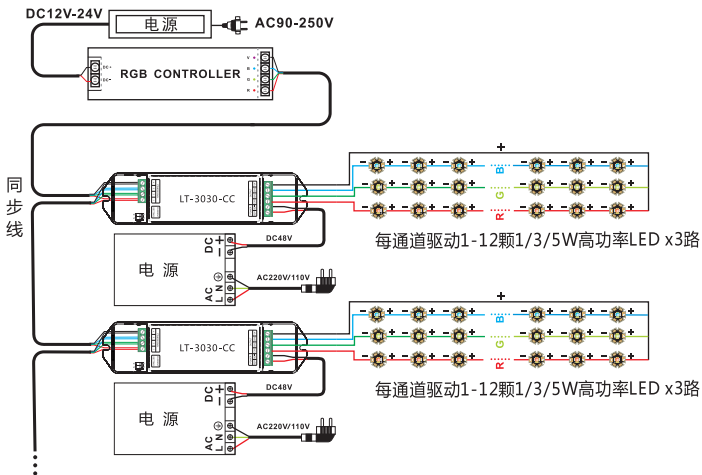 DC12V-24V
电源
AC90-250V
RGB CONTROLLER
DC+
DC-
V
B
G
R
同步线
LT-3030-CC
+
B
G
R
每通道驱动1-12颗1/3/5W高功率LED x3路
DC48V
电 源
DC
AC
L N
AC220V/110V
LT-3030-CC
+
B
G
R
每通道驱动1-12颗1/3/5W高功率LED x3路
DC48V
电 源
DC
AC
L N
AC220V/110V